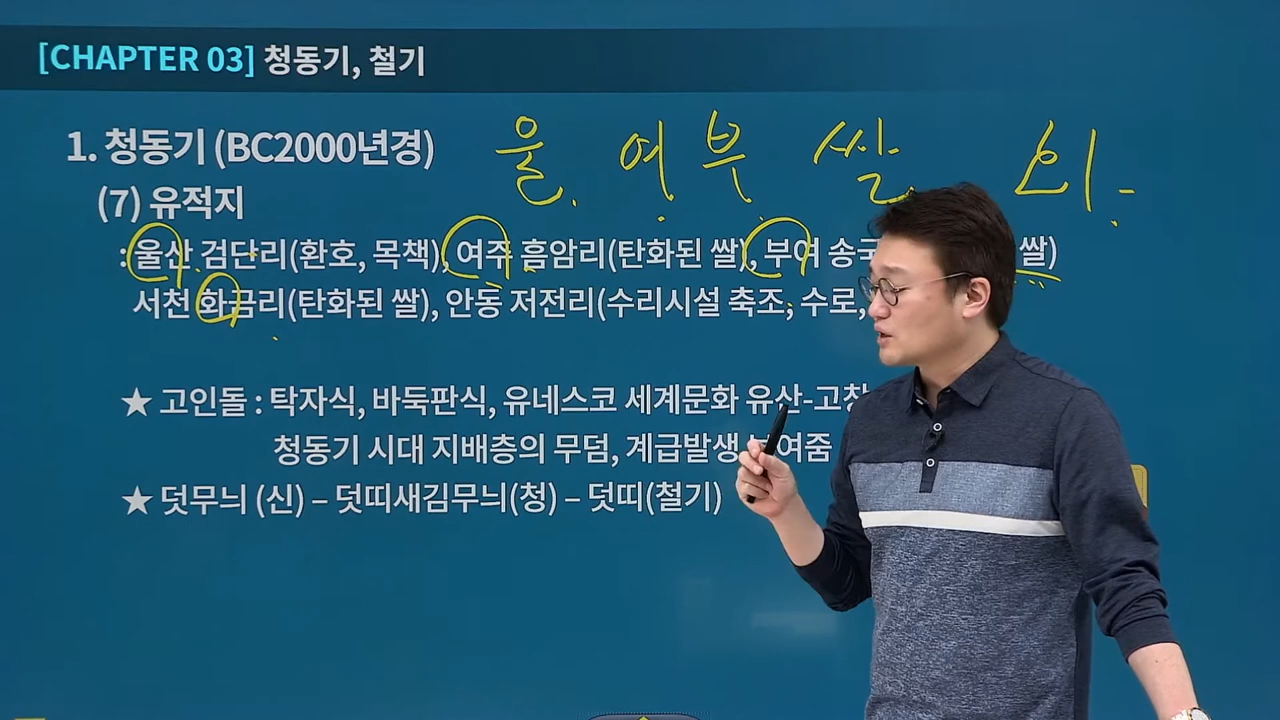 [CHAPTER 03] 청동기, 철기
1. 청동기 (BC2000년경)
울. 여 부 쌀
(7) 유적지
: 울산 검단리(환호, 목책), 여주 흠암리(탄화된 쌀), 부여 송국 쌀)
서천 화금리(탄화된 쌀), 안동 저전리(수리시설 축조, 수로,
★ 고인돌 : 탁자식, 바둑판식, 유네스코 세계문화 유산-고창
청동기 시대 지배층의 무덤, 계급발생 보여줌
★ 덧무늬 (신) – 덧띠새김무늬(청) – 덧띠(철기)